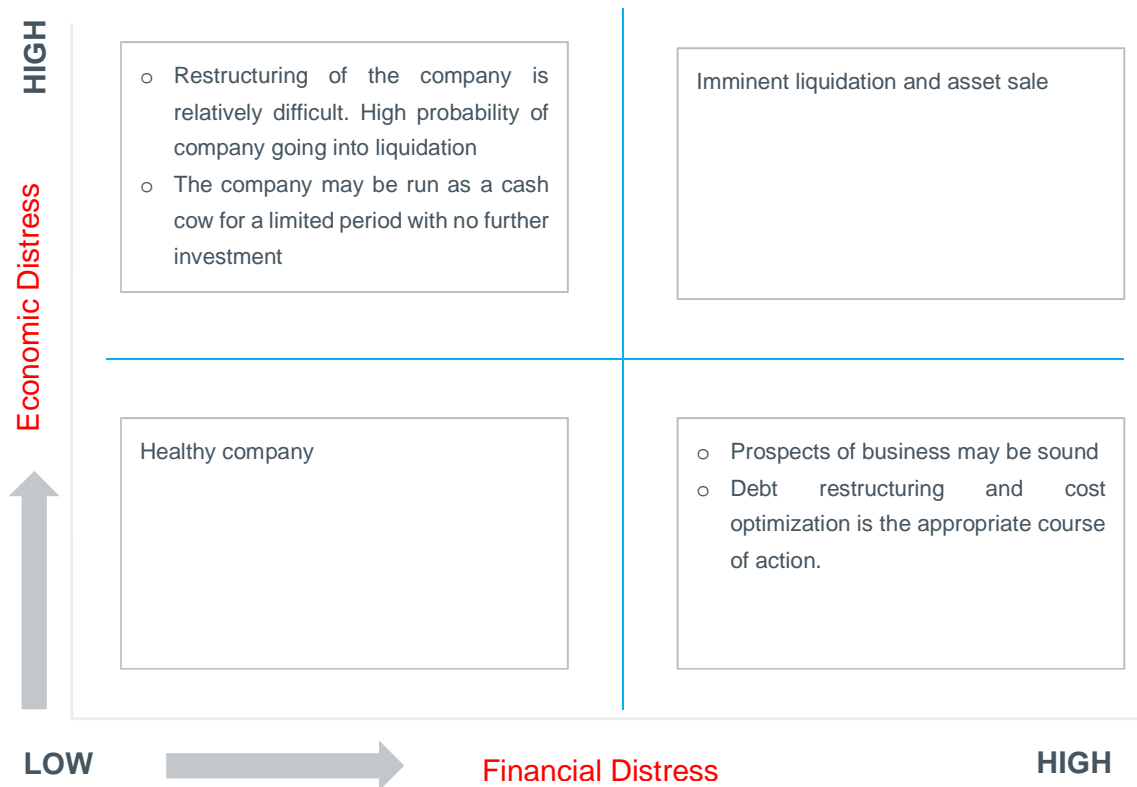 HIGH
Economic Distress
o Restructuring of the company is
relatively difficult. High probability of
company going into liquidation
o The company may be run as a cash
cow for a limited period with no further
investment
Imminent liquidation and asset sale
Healthy company
o Prospects of business may be sound
o Debt restructuring and cost
optimization is the appropriate course
of action.
LOW
Financial Distress
HIGH